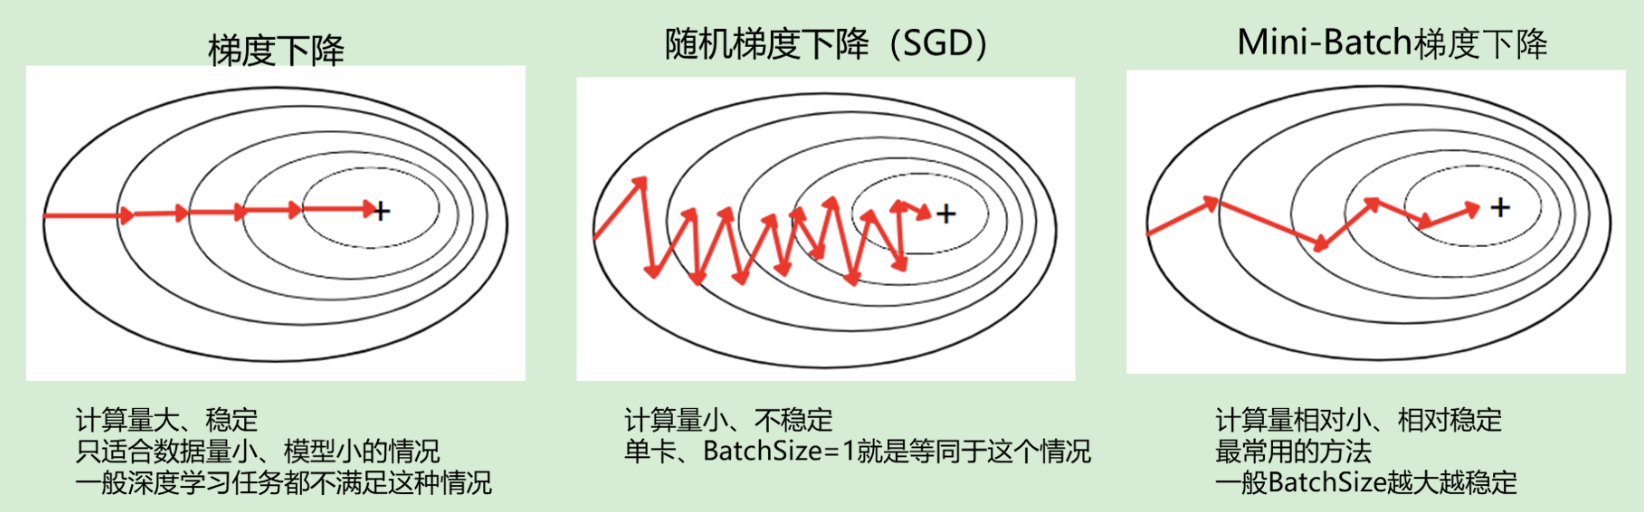 梯度下降
计算量大、稳定
只适合数据量小、模型小的情况
一般深度学习任务都不满足这种情况
随机梯度下降（SGD）
计算量小、不稳定
单卡、BatchSize=1就是等同于这个情况
Mini-Batch梯度下降
计算量相对小、相对稳定
最常用的方法
一般BatchSize越大越稳定